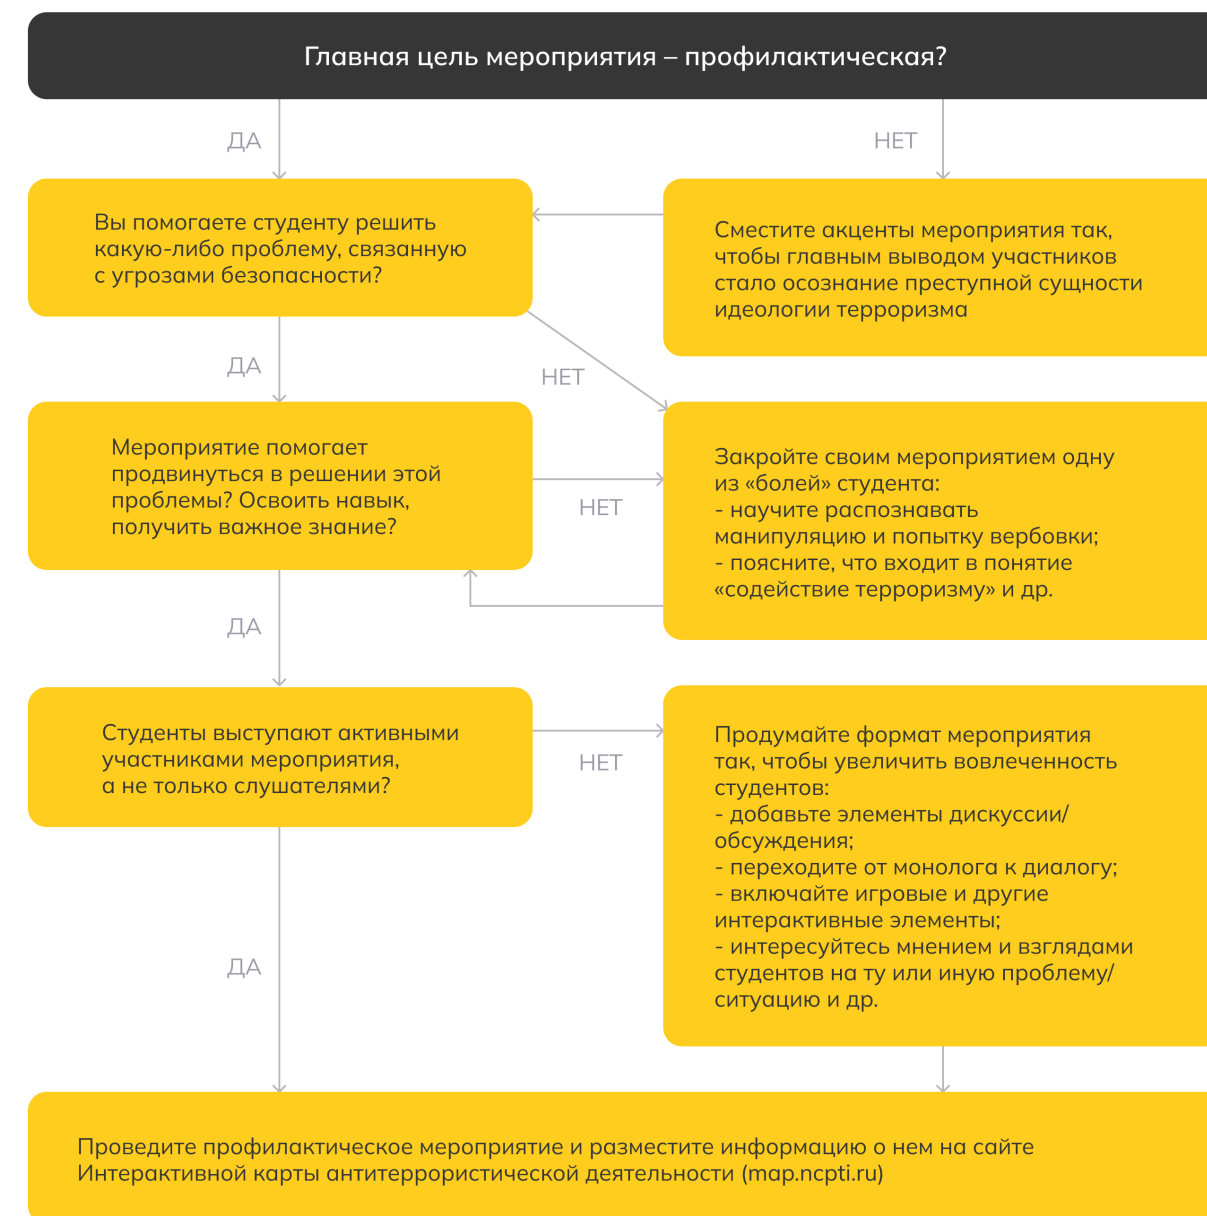 Главная цель мероприятия – профилактическая?
ДА
НЕТ
Вы помогаете студенту решить
какую-либо проблему, связанную
с угрозами безопасности?
Сместите акценты мероприятия так,
чтобы главным выводом участников
стало осознание преступной сущности
идеологии терроризма
ДА
НЕТ
Мероприятие помогает
продвинуться в решении этой
проблемы? Освоить навык,
получить важное знание?
НЕТ
Закройте своим мероприятием одну
из «болей» студента:
- научите распознавать
манипуляцию и попытку вербовки;
- поясните, что входит в понятие
«содействие терроризму» и др.
ДА
Студенты выступают активными
участниками мероприятия,
а не только слушателями?
НЕТ
Продумайте формат мероприятия
так, чтобы увеличить вовлеченность
студентов:
- добавьте элементы дискуссии/
обсуждения;
- переходите от монолога к диалогу;
- включайте игровые и другие
интерактивные элементы;
- интересуйтесь мнением и взглядами
студентов на ту или иную проблему/
ситуацию и др.
ДА
Проведите профилактическое мероприятие и разместите информацию о нем на сайте
Интерактивной карты антитеррористической деятельности (map.ncpti.ru)